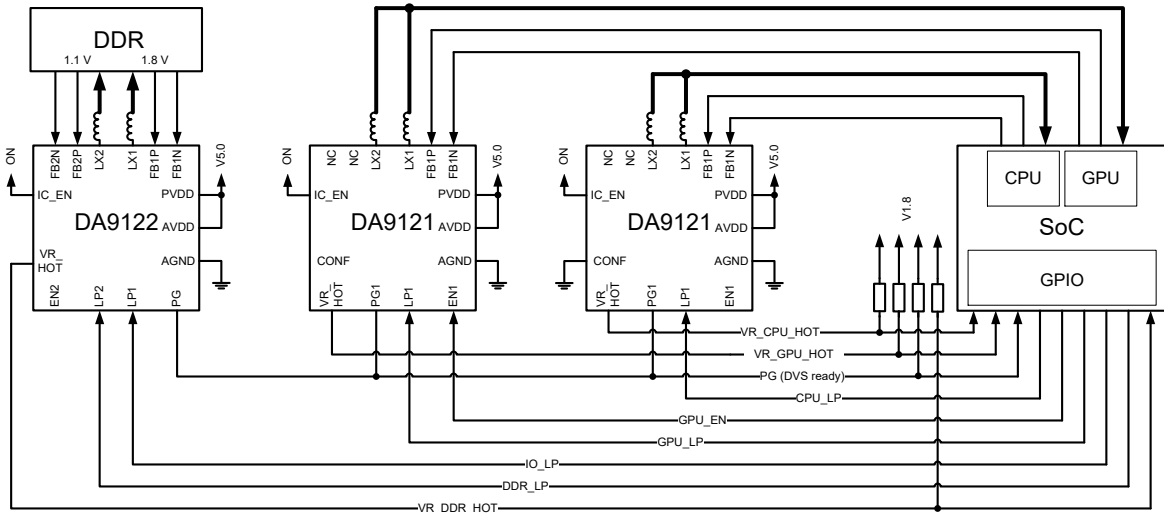 DDR
1.1 V 1.8 V
ON
FB2N FB2P LX2 LX1 FB1P FB1N
V5.0
IC_EN
PVDD
DA9122
AVDD
VR_
HOT
AGND
EN2 LP2 LP1 PG
ON
NC NC LX2 LX1 FB1P FB1N
V5.0
IC_EN
PVDD
DA9121
AVDD
CONF
AGND
VR_
HOT
PG1 LP1 EN1
ON
NC NC LX2 LX1 FB1P FB1N
V5.0
IC_EN
PVDD
DA9121
AVDD
CONF
AGND
VR_
HOT
PG1 LP1 EN1
V1.8
CPU GPU
SoC
GPIO
VR_CPU_HOT
VR_GPU_HOT
PG (DVS ready)
CPU_LP
GPU_EN
GPU_LP
IO_LP
DDR_LP
VR_DDR_HOT